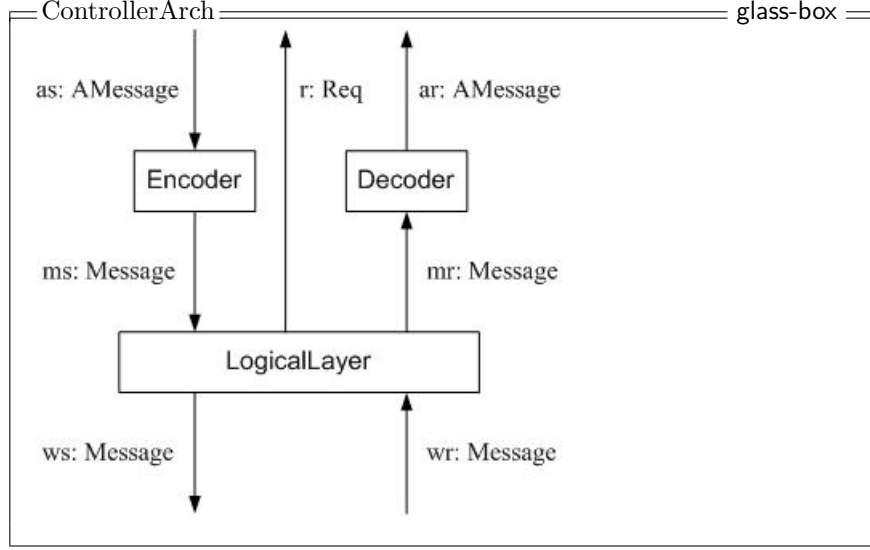 ControllerArch glass-box
as: AMessage r: Req ar: AMessage
Encoder Decoder
ms: Message mr: Message
LogicalLayer
ws: Message wr: Message